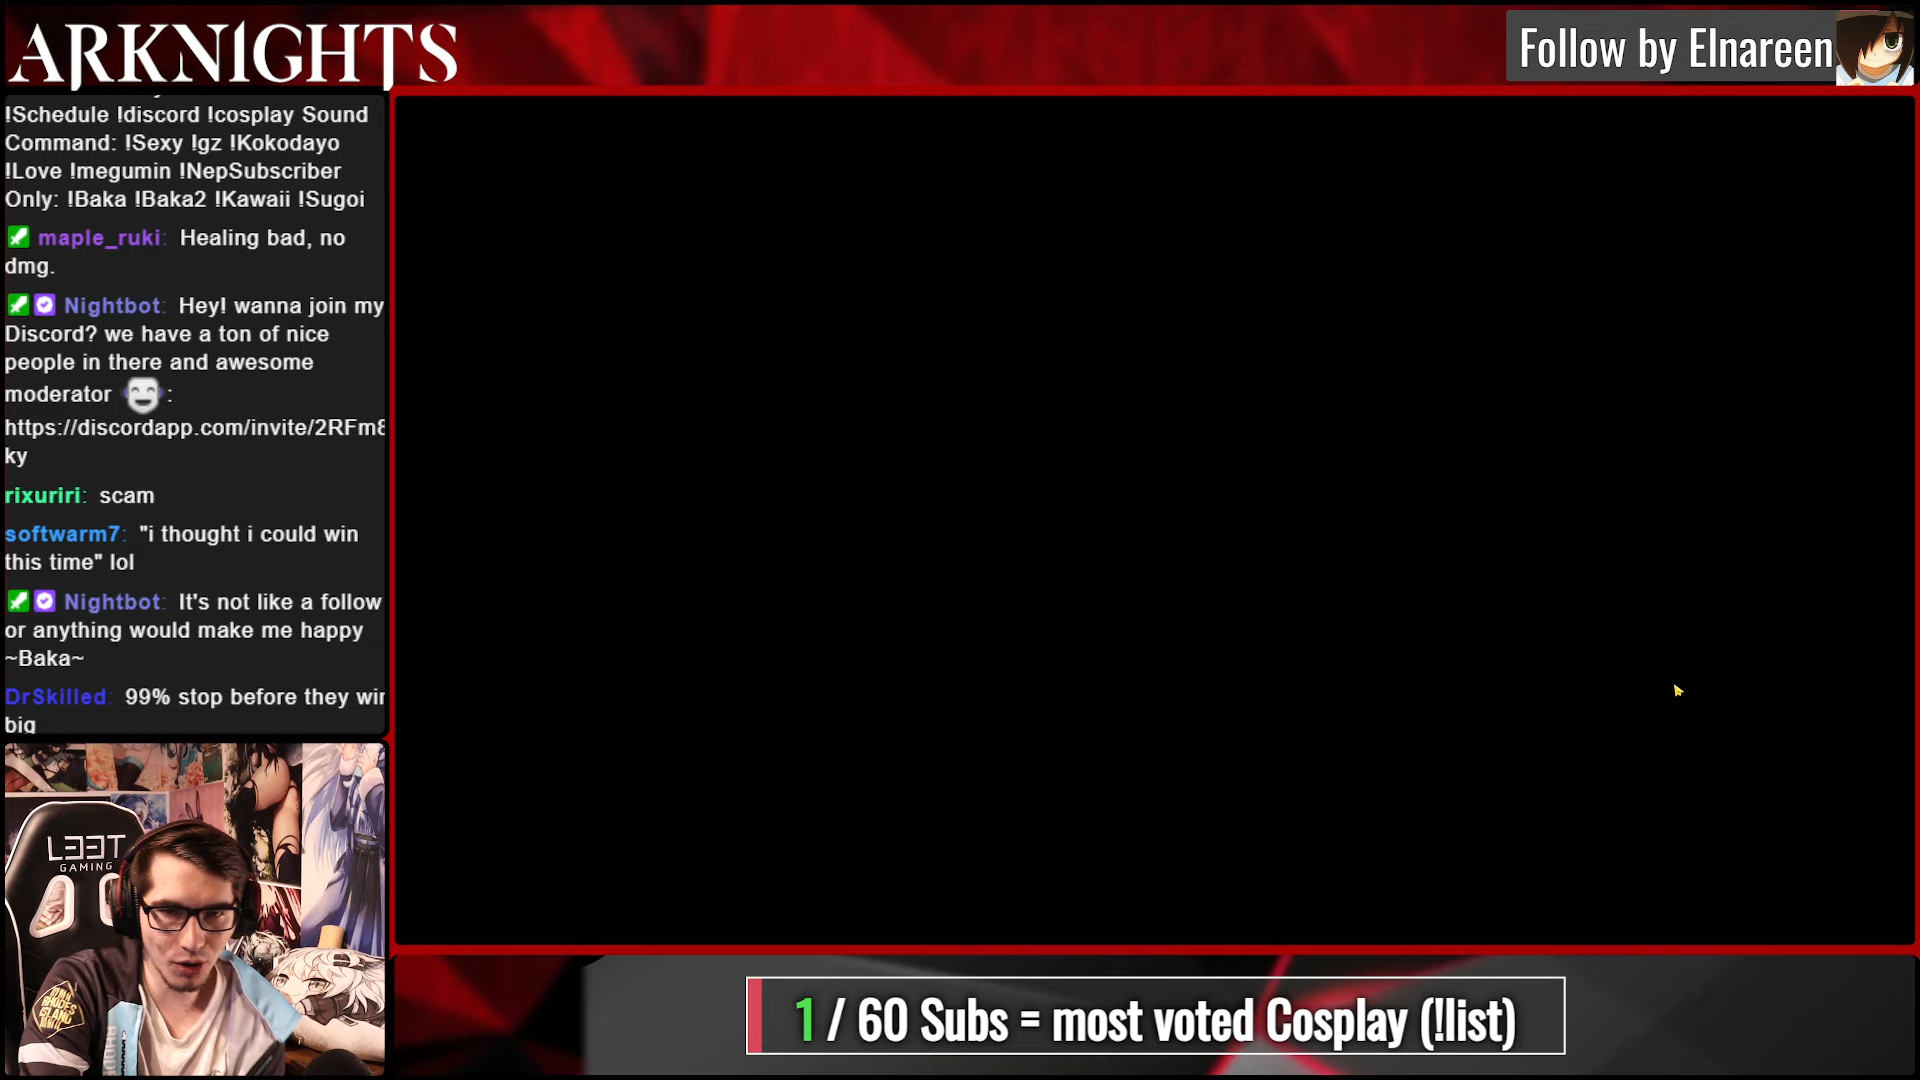 ARKNIGHTS
Follow by Elnareen
!Schedule !discord !cosplay Sound
Command: !Sexy !gz !Kokodayo
!Love !megumin !NepSubscriber
Only: !Baka !Baka2 !Kawaii !Sugoi
maple_ruki: Healing bad, no
dmg.
Nightbot: Hey! wanna join my
Discord? we have a ton of nice
people in there and awesome
moderator :
https://discordapp.com/invite/2RFm8
ky
rixuriri: scam
softwarm7: "i thought i could win
this time" lol
Nightbot: It's not like a follow
or anything would make me happy
~Baka~
DrSkilled: 99% stop before they win
big
L33T
GAMING
RHODES
ISLAND
1 / 60 Subs = most voted Cosplay (!list)